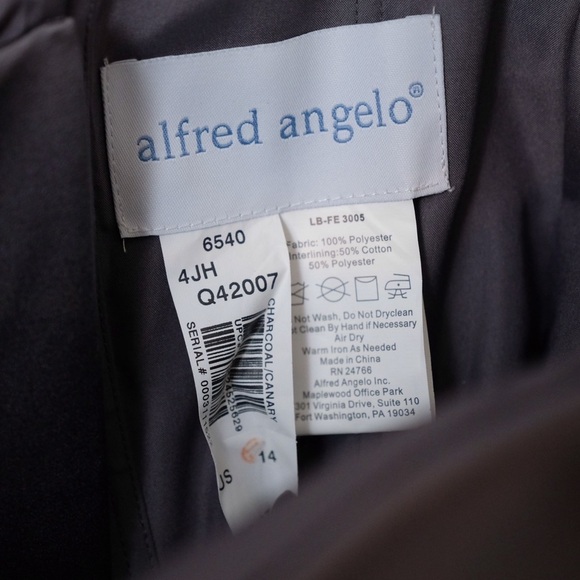 alfred angelo®
6540
4JH
Q42007
CHARCOAL/CANARY
UPC
SERIAL#
14
LB-FE 3005
Fabric: 100% Polyester
Interlining:50% Cotton
50% Polyester
Not Wash, Do Not Dryclean
Clean By Hand if Necessary
Air Dry
Warm Iron As Needed
Made in China
RN 24766
Alfred Angelo Inc.
Maplewood Office Park
301 Virginia Drive, Suite 110
Fort Washington, PA 19034